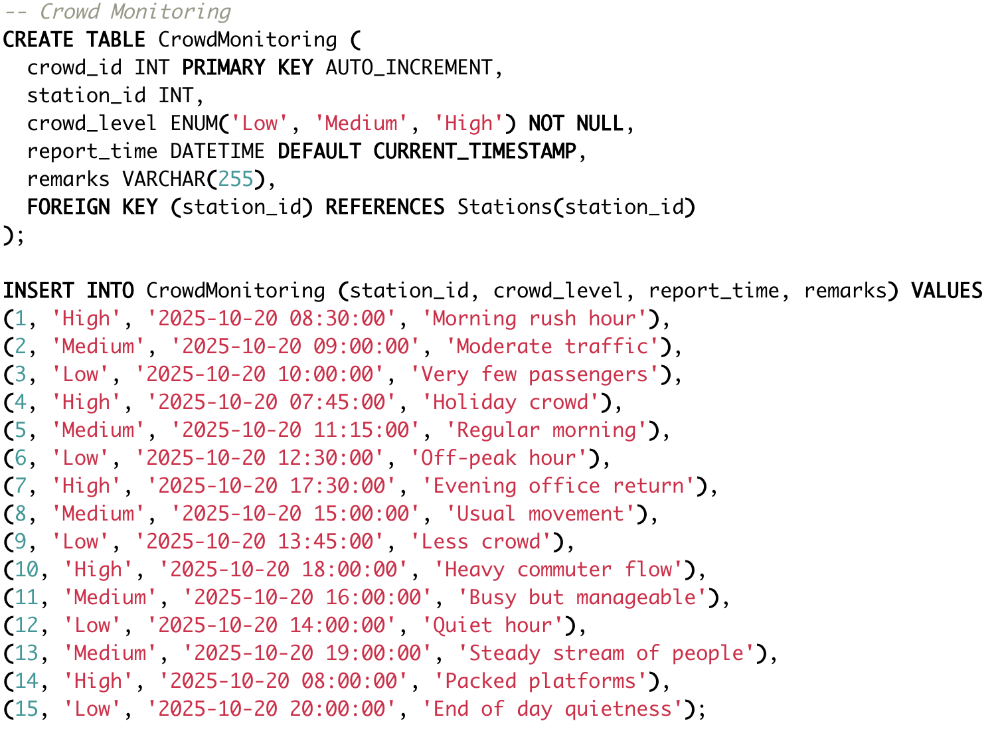 -- Crowd Monitoring
CREATE TABLE CrowdMonitoring (
  crowd_id INT PRIMARY KEY AUTO_INCREMENT,
  station_id INT,
  crowd_level ENUM('Low', 'Medium', 'High') NOT NULL,
  report_time DATETIME DEFAULT CURRENT_TIMESTAMP,
  remarks VARCHAR(255),
  FOREIGN KEY (station_id) REFERENCES Stations(station_id)
);

INSERT INTO CrowdMonitoring (station_id, crowd_level, report_time, remarks) VALUES
(1, 'High', '2025-10-20 08:30:00', 'Morning rush hour'),
(2, 'Medium', '2025-10-20 09:00:00', 'Moderate traffic'),
(3, 'Low', '2025-10-20 10:00:00', 'Very few passengers'),
(4, 'High', '2025-10-20 07:45:00', 'Holiday crowd'),
(5, 'Medium', '2025-10-20 11:15:00', 'Regular morning'),
(6, 'Low', '2025-10-20 12:30:00', 'Off-peak hour'),
(7, 'High', '2025-10-20 17:30:00', 'Evening office return'),
(8, 'Medium', '2025-10-20 15:00:00', 'Usual movement'),
(9, 'Low', '2025-10-20 13:45:00', 'Less crowd'),
(10, 'High', '2025-10-20 18:00:00', 'Heavy commuter flow'),
(11, 'Medium', '2025-10-20 16:00:00', 'Busy but manageable'),
(12, 'Low', '2025-10-20 14:00:00', 'Quiet hour'),
(13, 'Medium', '2025-10-20 19:00:00', 'Steady stream of people'),
(14, 'High', '2025-10-20 08:00:00', 'Packed platforms'),
(15, 'Low', '2025-10-20 20:00:00', 'End of day quietness');